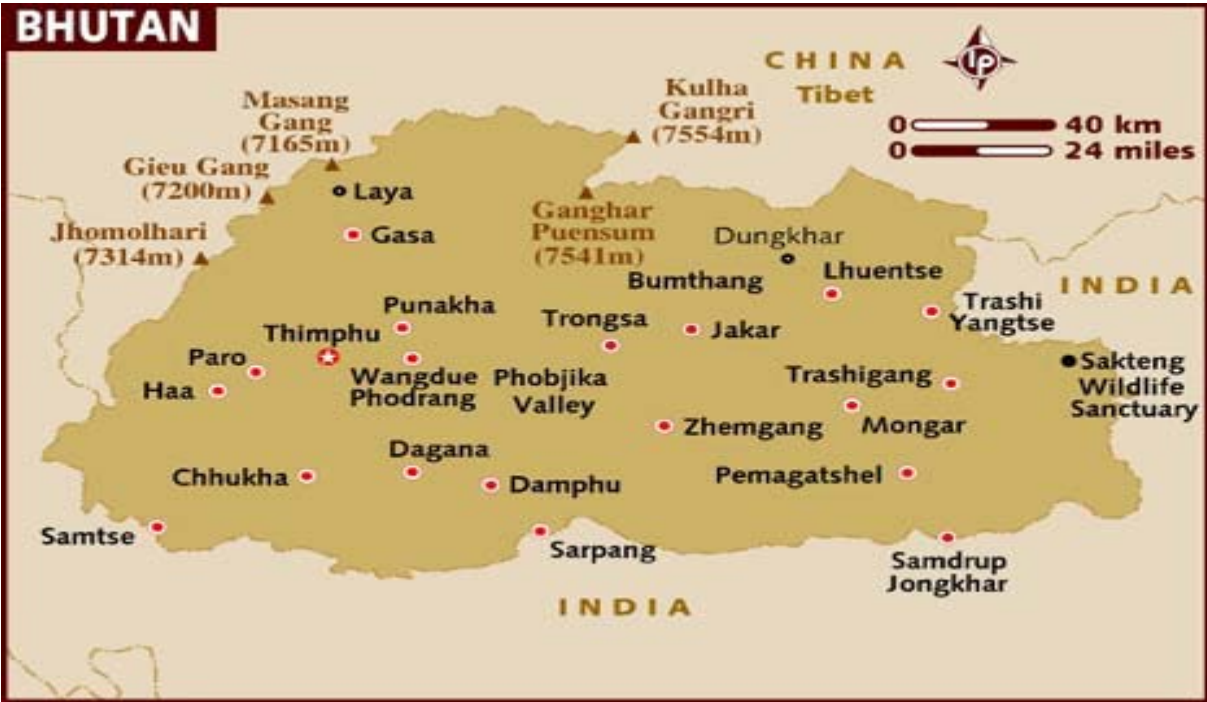 BHUTAN
CHINA
Tibet
lp
0 40 km
0 24 miles
Kulha
Gangri
(7554m)
Masang
Gang
(7165m)
Gieu Gang
(7200m)
Jhomolhari
(7314m)
Laya
Gasa
Ganghar
Puensum
(7541m)
Dungkhar
Bumthang
Lhuentse
INDIA
Trashi
Yangtse
Punakha
Thimphu
Trongsa
Jakar
Paro
Haa
Wangdue
Phodrang
Phobjika
Valley
Trashigang
Sakteng
Wildlife
Sanctuary
Zhemgang
Mongar
Dagana
Chhukha
Damphu
Pemagatshel
Samtse
Sarpang
Samdrup
Jongkhar
INDIA